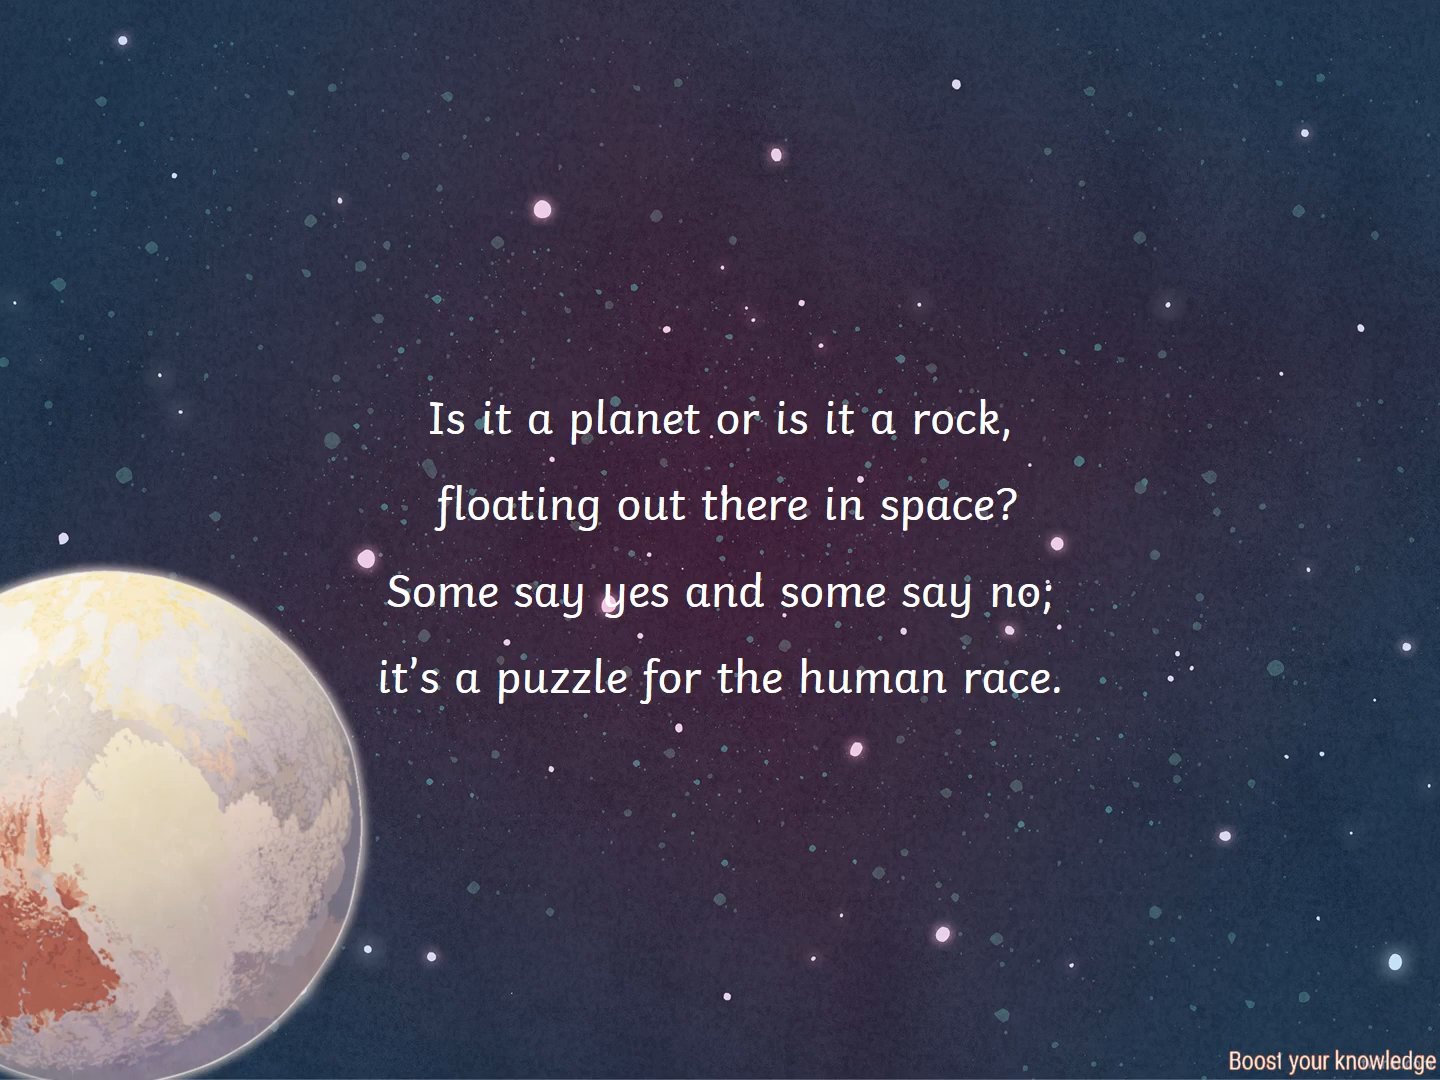 Is it a planet or is it a rock,
floating out there in space?
Some say yes and some say no;
it’s a puzzle for the human race.
Boost your knowledge